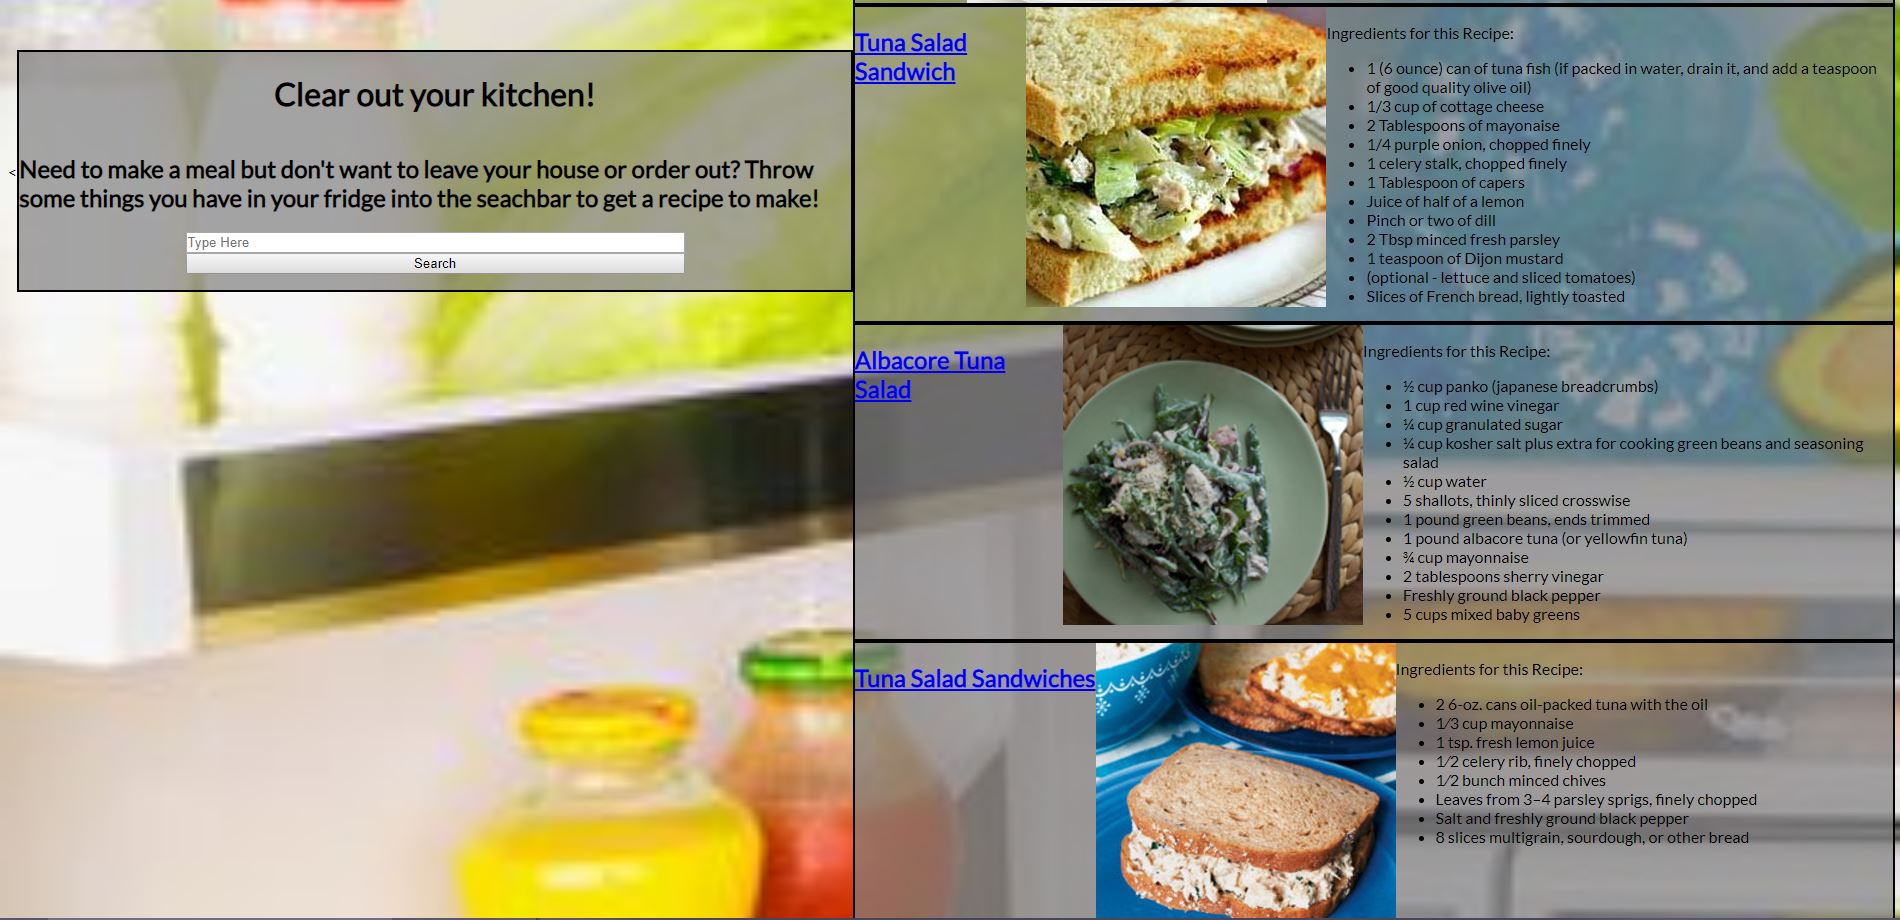 Clear out your kitchen!
<
Need to make a meal but don't want to leave your house or order out? Throw
some things you have in your fridge into the seachbar to get a recipe to make!
Type Here
Search
Tuna Salad
Sandwich
Ingredients for this Recipe:
• 1 (6 ounce) can of tuna fish (if packed in water, drain it, and add a teaspoon
of good quality olive oil)
• 1/3 cup of cottage cheese
• 2 Tablespoons of mayonaise
• 1/4 purple onion, chopped finely
• 1 celery stalk, chopped finely
• 1 Tablespoon of capers
• Juice of half of a lemon
• Pinch or two of dill
• 2 Tbsp minced fresh parsley
• 1 teaspoon of Dijon mustard
• (optional - lettuce and sliced tomatoes)
• Slices of French bread, lightly toasted
Albacore Tuna
Salad
Ingredients for this Recipe:
• ½ cup panko (japanese breadcrumbs)
• 1 cup red wine vinegar
• ¼ cup granulated sugar
• ¼ cup kosher salt plus extra for cooking green beans and seasoning
salad
• ½ cup water
• 5 shallots, thinly sliced crosswise
• 1 pound green beans, ends trimmed
• 1 pound albacore tuna (or yellowfin tuna)
• ¾ cup mayonnaise
• 2 tablespoons sherry vinegar
• Freshly ground black pepper
• 5 cups mixed baby greens
Tuna Salad Sandwiches
Ingredients for this Recipe:
• 2 6-oz. cans oil-packed tuna with the oil
• 1⁄3 cup mayonnaise
• 1 tsp. fresh lemon juice
• 1⁄2 celery rib, finely chopped
• 1⁄2 bunch minced chives
• Leaves from 3–4 parsley sprigs, finely chopped
• Salt and freshly ground black pepper
• 8 slices multigrain, sourdough, or other bread